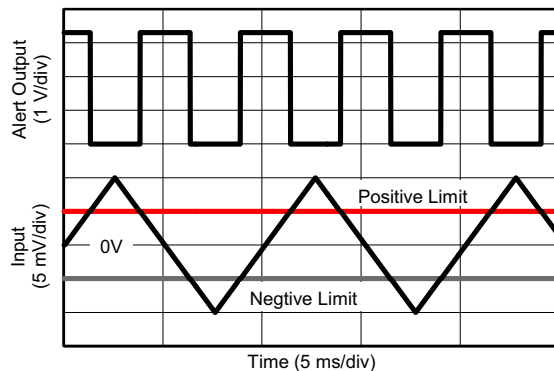 Alert Output
(1 V/div)
Positive Limit
Input
(5 mV/div)
0V
Negtive Limit
Time (5 ms/div)